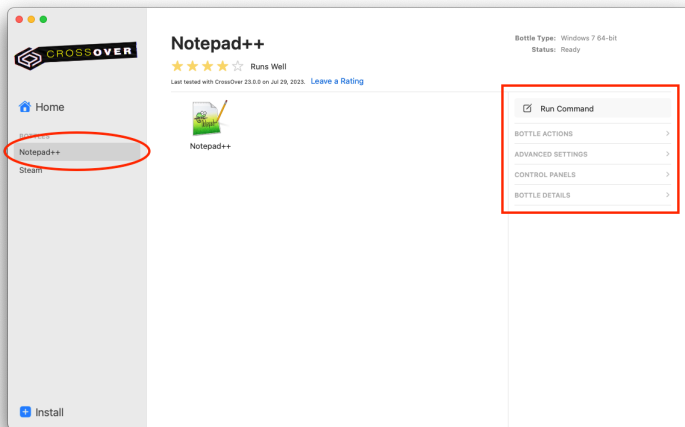 CROSSOVER
Home
BOTTLES
Notepad++
Steam
Install
Notepad++
Runs Well
Last tested with CrossOver 23.0.0 on Jul 29, 2023. Leave a Rating
Notepad++
Bottle Type: Windows 7 64-bit
Status: Ready
Run Command
BOTTLE ACTIONS
ADVANCED SETTINGS
CONTROL PANELS
BOTTLE DETAILS